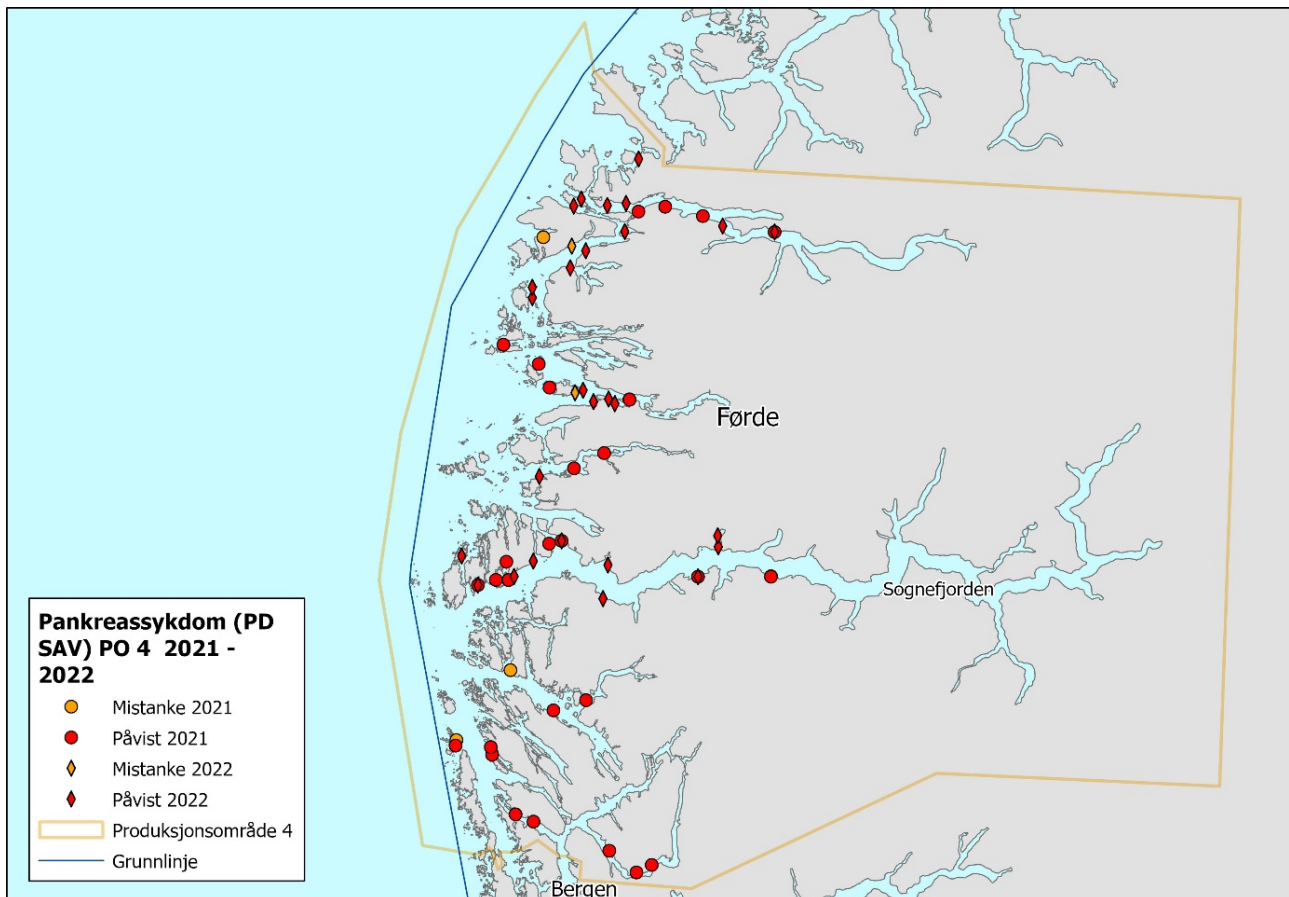 Førde
Sognefjorden
Pankreassykdom (PD
SAV) PO 4 2021 -
2022
Mistanke 2021
Påvist 2021
Mistanke 2022
Påvist 2022
Produksjonsområde 4
Grunnlinje
Bergen